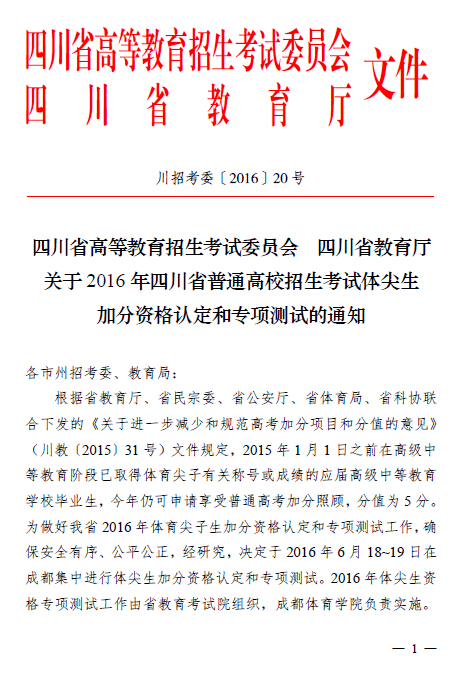 四川省高等教育招生考试委员会
四川省教育厅
文件
川招考委〔2016〕20号
四川省高等教育招生考试委员会　四川省教育厅
关于2016年四川省普通高校招生考试体尖生
加分资格认定和专项测试的通知
各市州招考委、教育局：
根据省教育厅、省民宗委、省公安厅、省体育局、省科协联
合下发的《关于进一步减少和规范高考加分项目和分值的意见》
（川教〔2015〕31号）文件规定，2015年1月1日之前在高级中
等教育阶段已取得体育尖子有关称号或成绩的应届高级中等教育
学校毕业生，今年仍可申请享受普通高考加分照顾，分值为5分。
为做好我省2016年体育尖子生加分资格认定和专项测试工作，确
保安全有序、公平公正，经研究，决定于2016年6月18~19日在
成都集中进行体尖生加分资格认定和专项测试。2016年体尖生资
格专项测试工作由省教育考试院组织，成都体育学院负责实施。
— 1 —